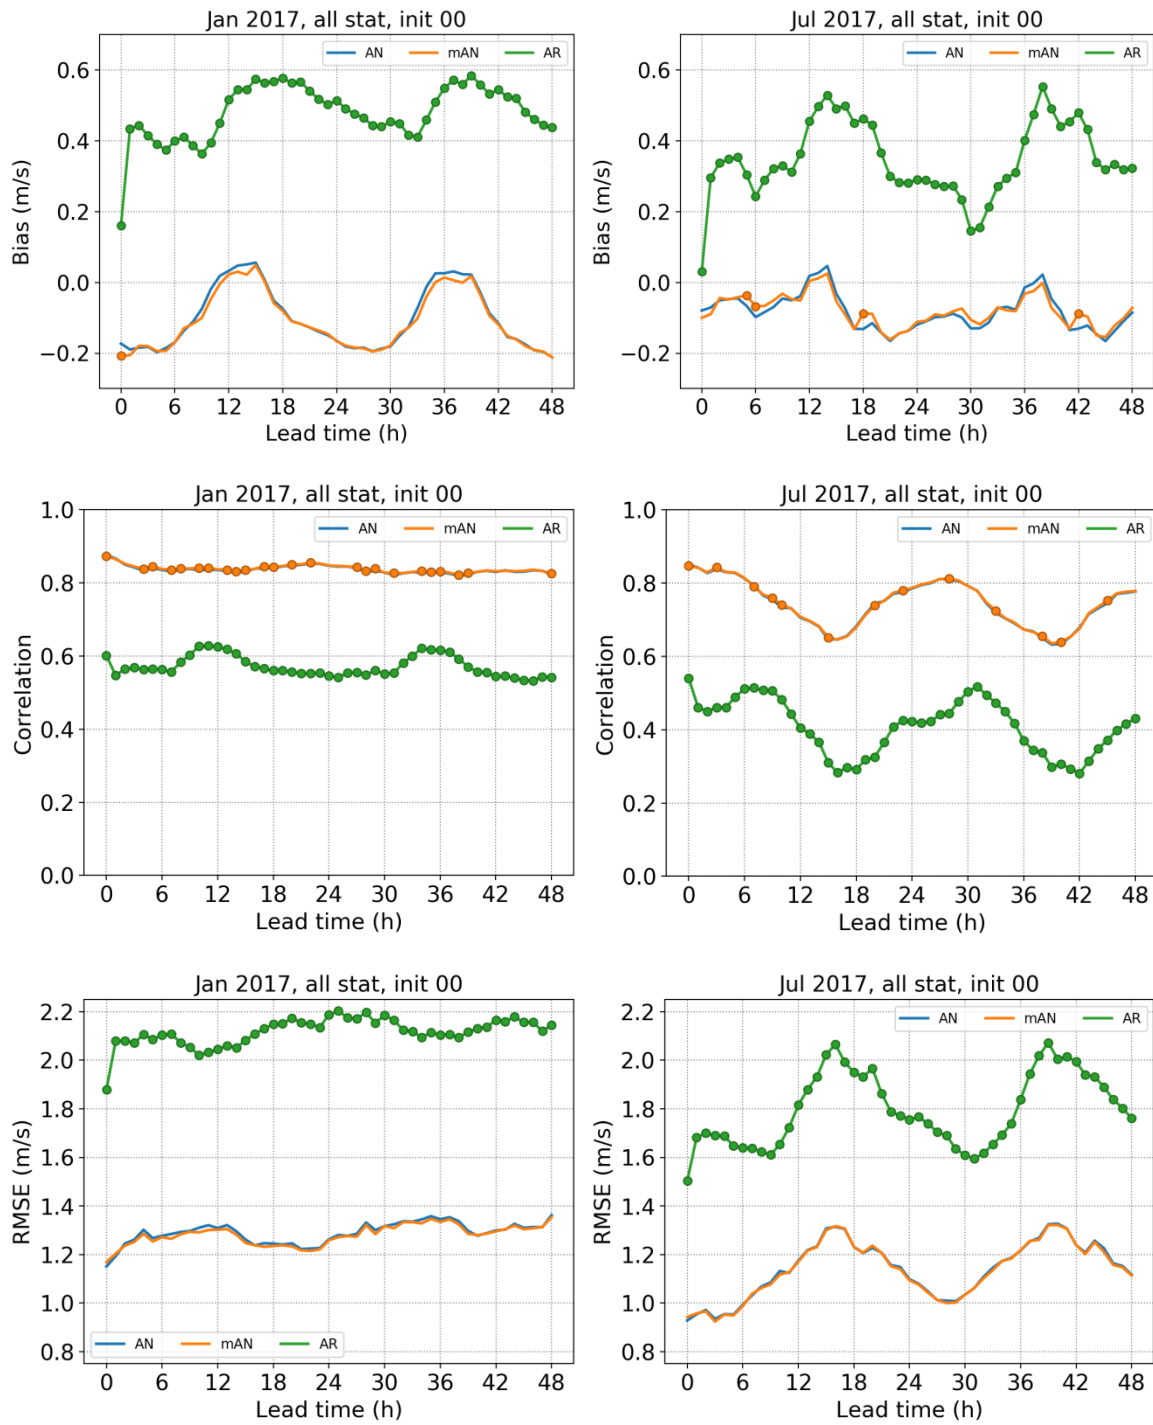 Jan 2017, all stat, init 00
AN mAN AR
0.6
0.4
0.2
0.0
−0.2
Bias (m/s)
0 6 12 18 24 30 36 42 48
Lead time (h)
Jul 2017, all stat, init 00
AN mAN AR
0.6
0.4
0.2
0.0
−0.2
Bias (m/s)
0 6 12 18 24 30 36 42 48
Lead time (h)
Jan 2017, all stat, init 00
AN mAN AR
1.0
0.8
0.6
0.4
0.2
0.0
Correlation
0 6 12 18 24 30 36 42 48
Lead time (h)
Jul 2017, all stat, init 00
AN mAN AR
1.0
0.8
0.6
0.4
0.2
0.0
Correlation
0 6 12 18 24 30 36 42 48
Lead time (h)
Jan 2017, all stat, init 00
2.2
2.0
1.8
1.6
1.4
1.2
1.0
0.8
RMSE (m/s)
AN mAN AR
0 6 12 18 24 30 36 42 48
Lead time (h)
Jul 2017, all stat, init 00
AN mAN AR
2.2
2.0
1.8
1.6
1.4
1.2
1.0
0.8
RMSE (m/s)
0 6 12 18 24 30 36 42 48
Lead time (h)